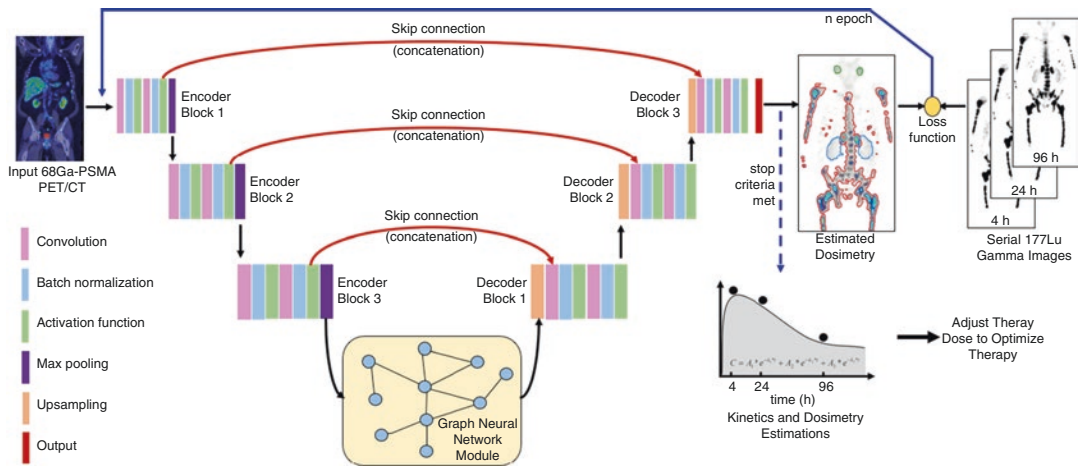 n epoch
Skip connection
(concatenation)
Encoder
Block 1
Decoder
Block 3
Input 68Ga-PSMA
PET/CT
Loss
function
96 h
24 h
4 h
Skip connection
(concatenation)
Encoder
Block 2
Decoder
Block 2
stop
criteria
met
Estimated
Dosimetry
Serial 177Lu
Gamma Images
Skip connection
(concatenation)
Encoder
Block 3
Decoder
Block 1
Convolution
Batch normalization
Activation function
Max pooling
Upsampling
Output
Graph Neural
Network
Module
4 24 96
time (h)
Kinetics and Dosimetry
Estimations
Adjust Theray
Dose to Optimize
Therapy